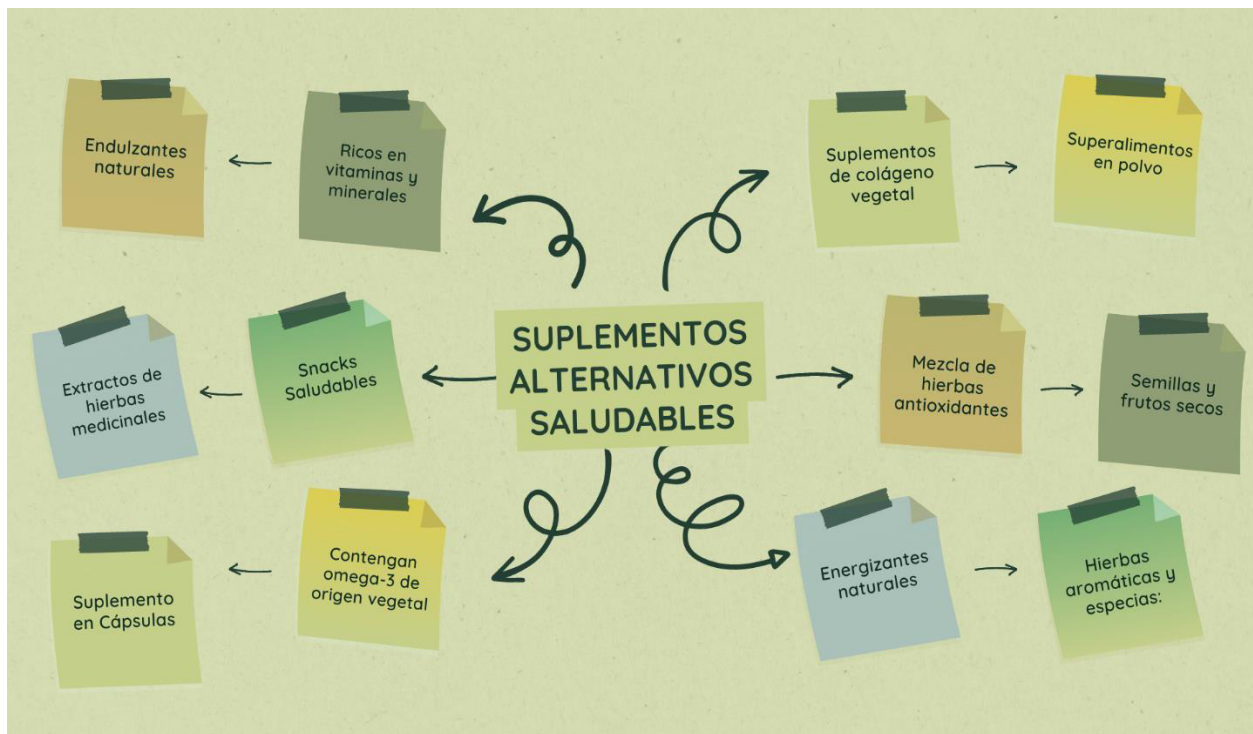 Endulzantes
naturales
Ricos en
vitaminas y
minerales
Suplementos
de colágeno
vegetal
Superalimentos
en polvo
Extractos de
hierbas
medicinales
Snacks
Saludables
SUPLEMENTOS
ALTERNATIVOS
SALUDABLES
Mezcla de
hierbas
antioxidantes
Semillas y
frutos secos
Suplemento
en Cápsulas
Contengan
omega-3 de
origen vegetal
Energizantes
naturales
Hierbas
aromáticas y
especias: